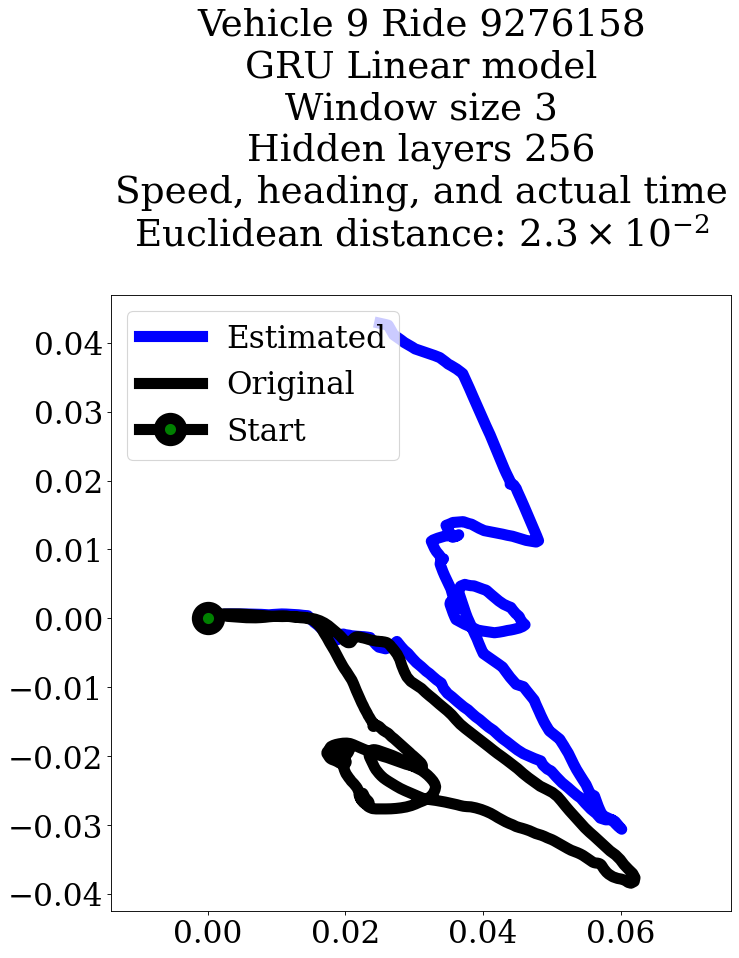 Vehicle 9 Ride 9276158
GRU Linear model
Window size 3
Hidden layers 256
Speed, heading, and actual time
Euclidean distance: 2.3 × 10⁻²
Estimated
Original
Start
0.04
0.03
0.02
0.01
0.00
−0.01
−0.02
−0.03
−0.04
0.00 0.02 0.04 0.06